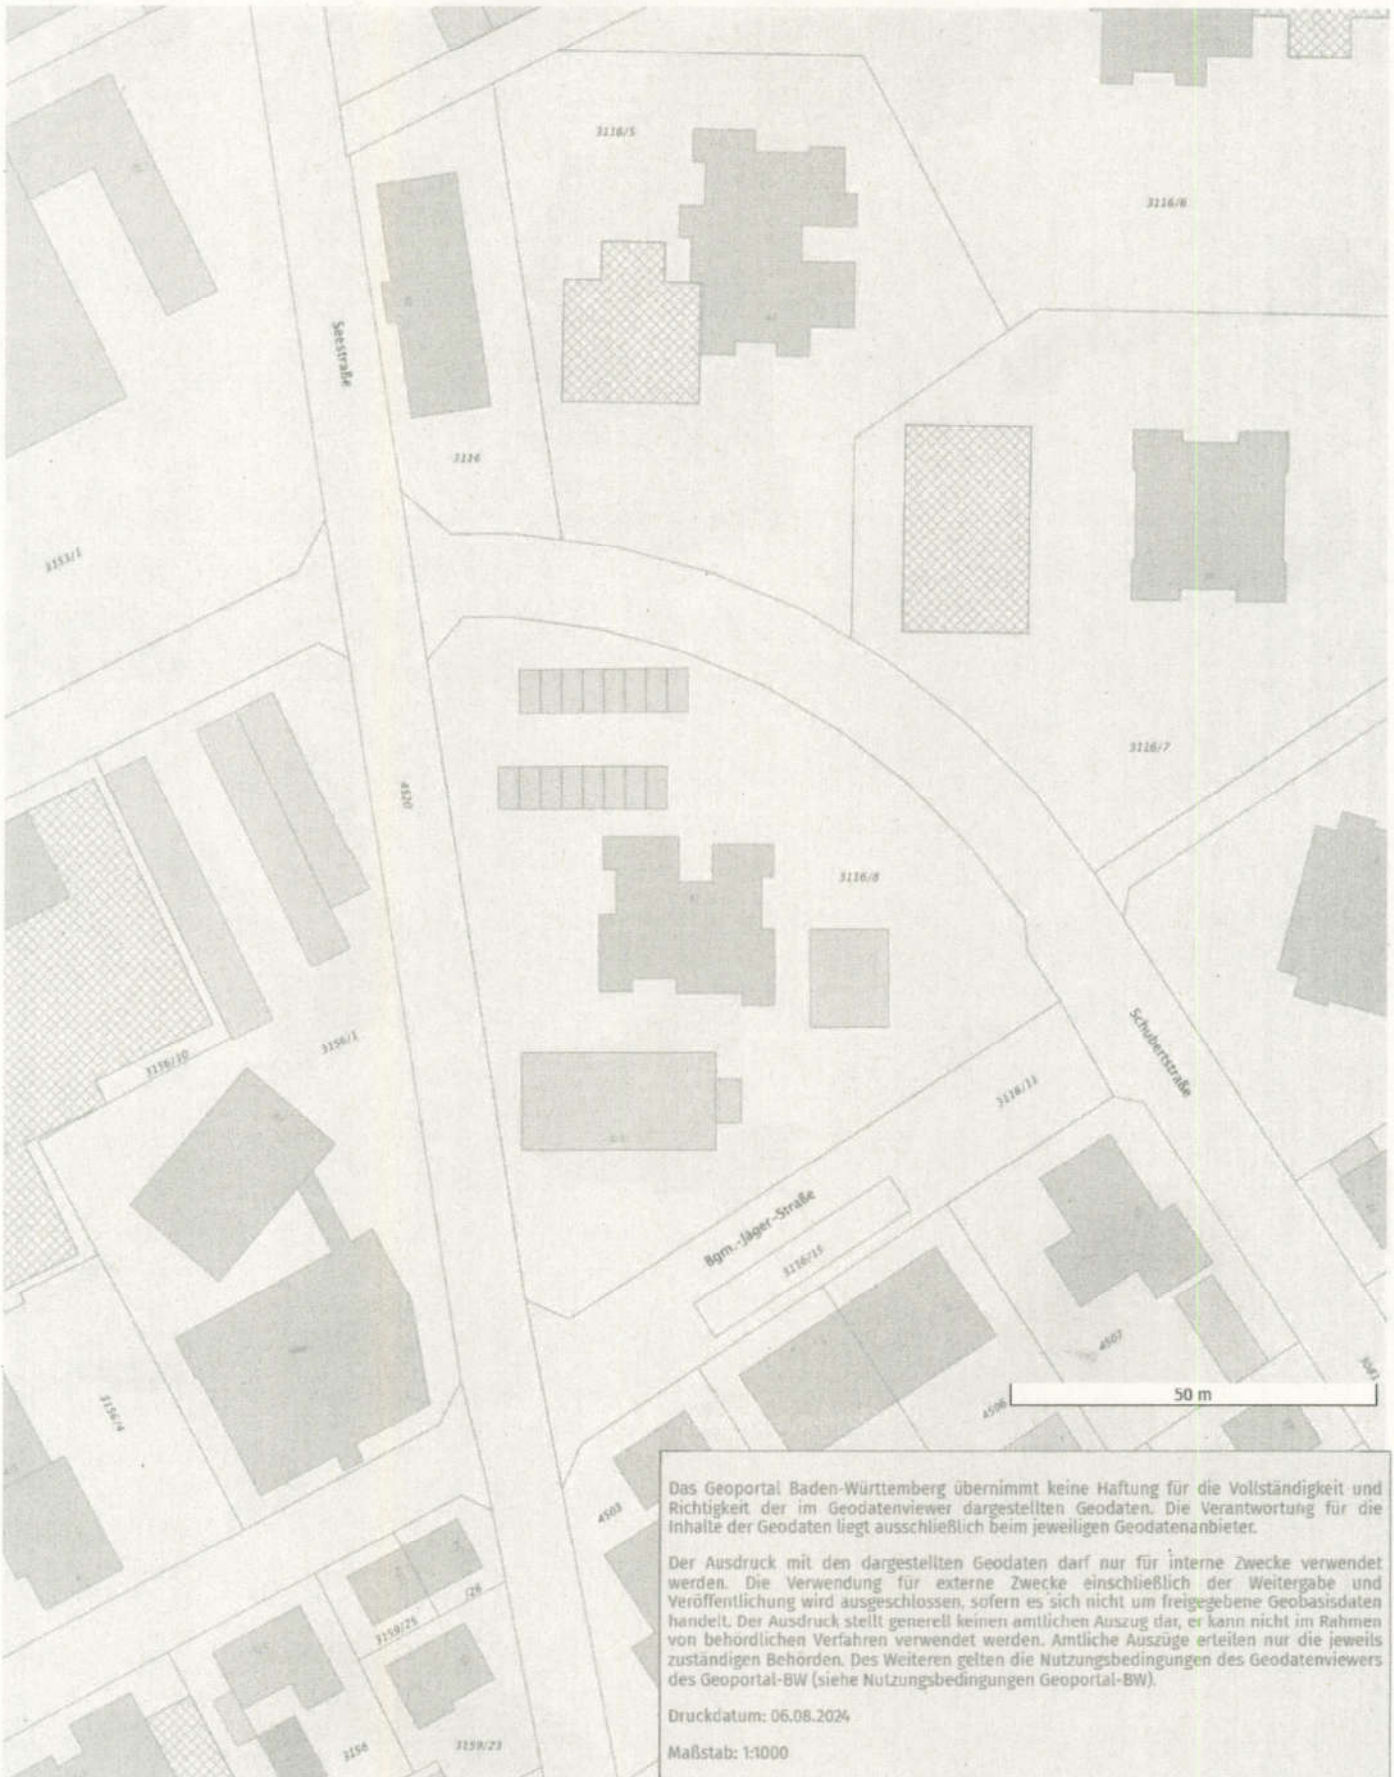 3116/5
3116/6
Seestraße
3116
3153/1
3116/7
4520
3116/8
Schubertstraße
3156/1
3156/10
3116/13
Bgm.-Jäger-Straße
3116/15
4507
3156/4
4506
50 m
4503
/26
3159/25
3156
3159/23
Das Geoportal Baden-Württemberg übernimmt keine Haftung für die Vollständigkeit und
Richtigkeit der im Geodatenviewer dargestellten Geodaten. Die Verantwortung für die
Inhalte der Geodaten liegt ausschließlich beim jeweiligen Geodatenanbieter.
Der Ausdruck mit den dargestellten Geodaten darf nur für interne Zwecke verwendet
werden. Die Verwendung für externe Zwecke einschließlich der Weitergabe und
Veröffentlichung wird ausgeschlossen, sofern es sich nicht um freigegebene Geobasisdaten
handelt. Der Ausdruck stellt generell keinen amtlichen Auszug dar, er kann nicht im Rahmen
von behördlichen Verfahren verwendet werden. Amtliche Auszüge erteilen nur die jeweils
zuständigen Behörden. Des Weiteren gelten die Nutzungsbedingungen des Geodatenviewers
des Geoportal-BW (siehe Nutzungsbedingungen Geoportal-BW).
Druckdatum: 06.08.2024
Maßstab: 1:1000